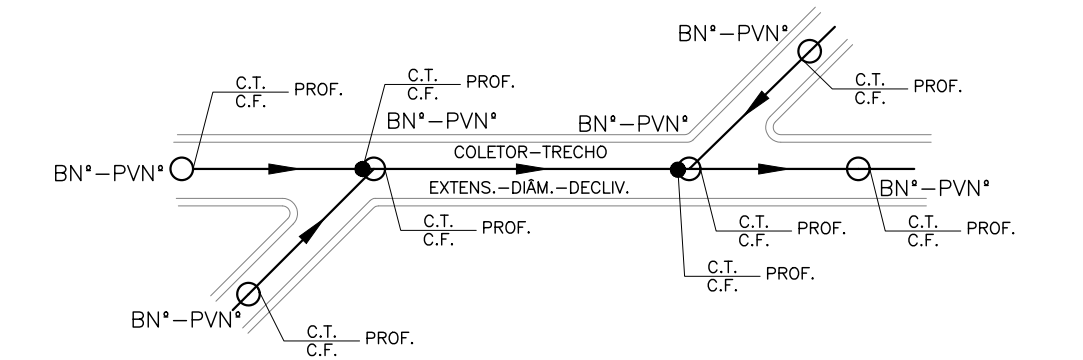 BNº-PVNº
C.T.
C.F.
PROF.
C.T.
C.F.
PROF.
C.T.
C.F.
PROF.
BNº-PVNº
BNº-PVNº
COLETOR-TRECHO
BNº-PVNº
EXTENS.-DIÂM.-DECLIV.
BNº-PVNº
C.T.
C.F.
PROF.
C.T.
C.F.
PROF.
C.T.
C.F.
PROF.
C.T.
C.F.
PROF.
BNº-PVNº
C.T.
C.F.
PROF.